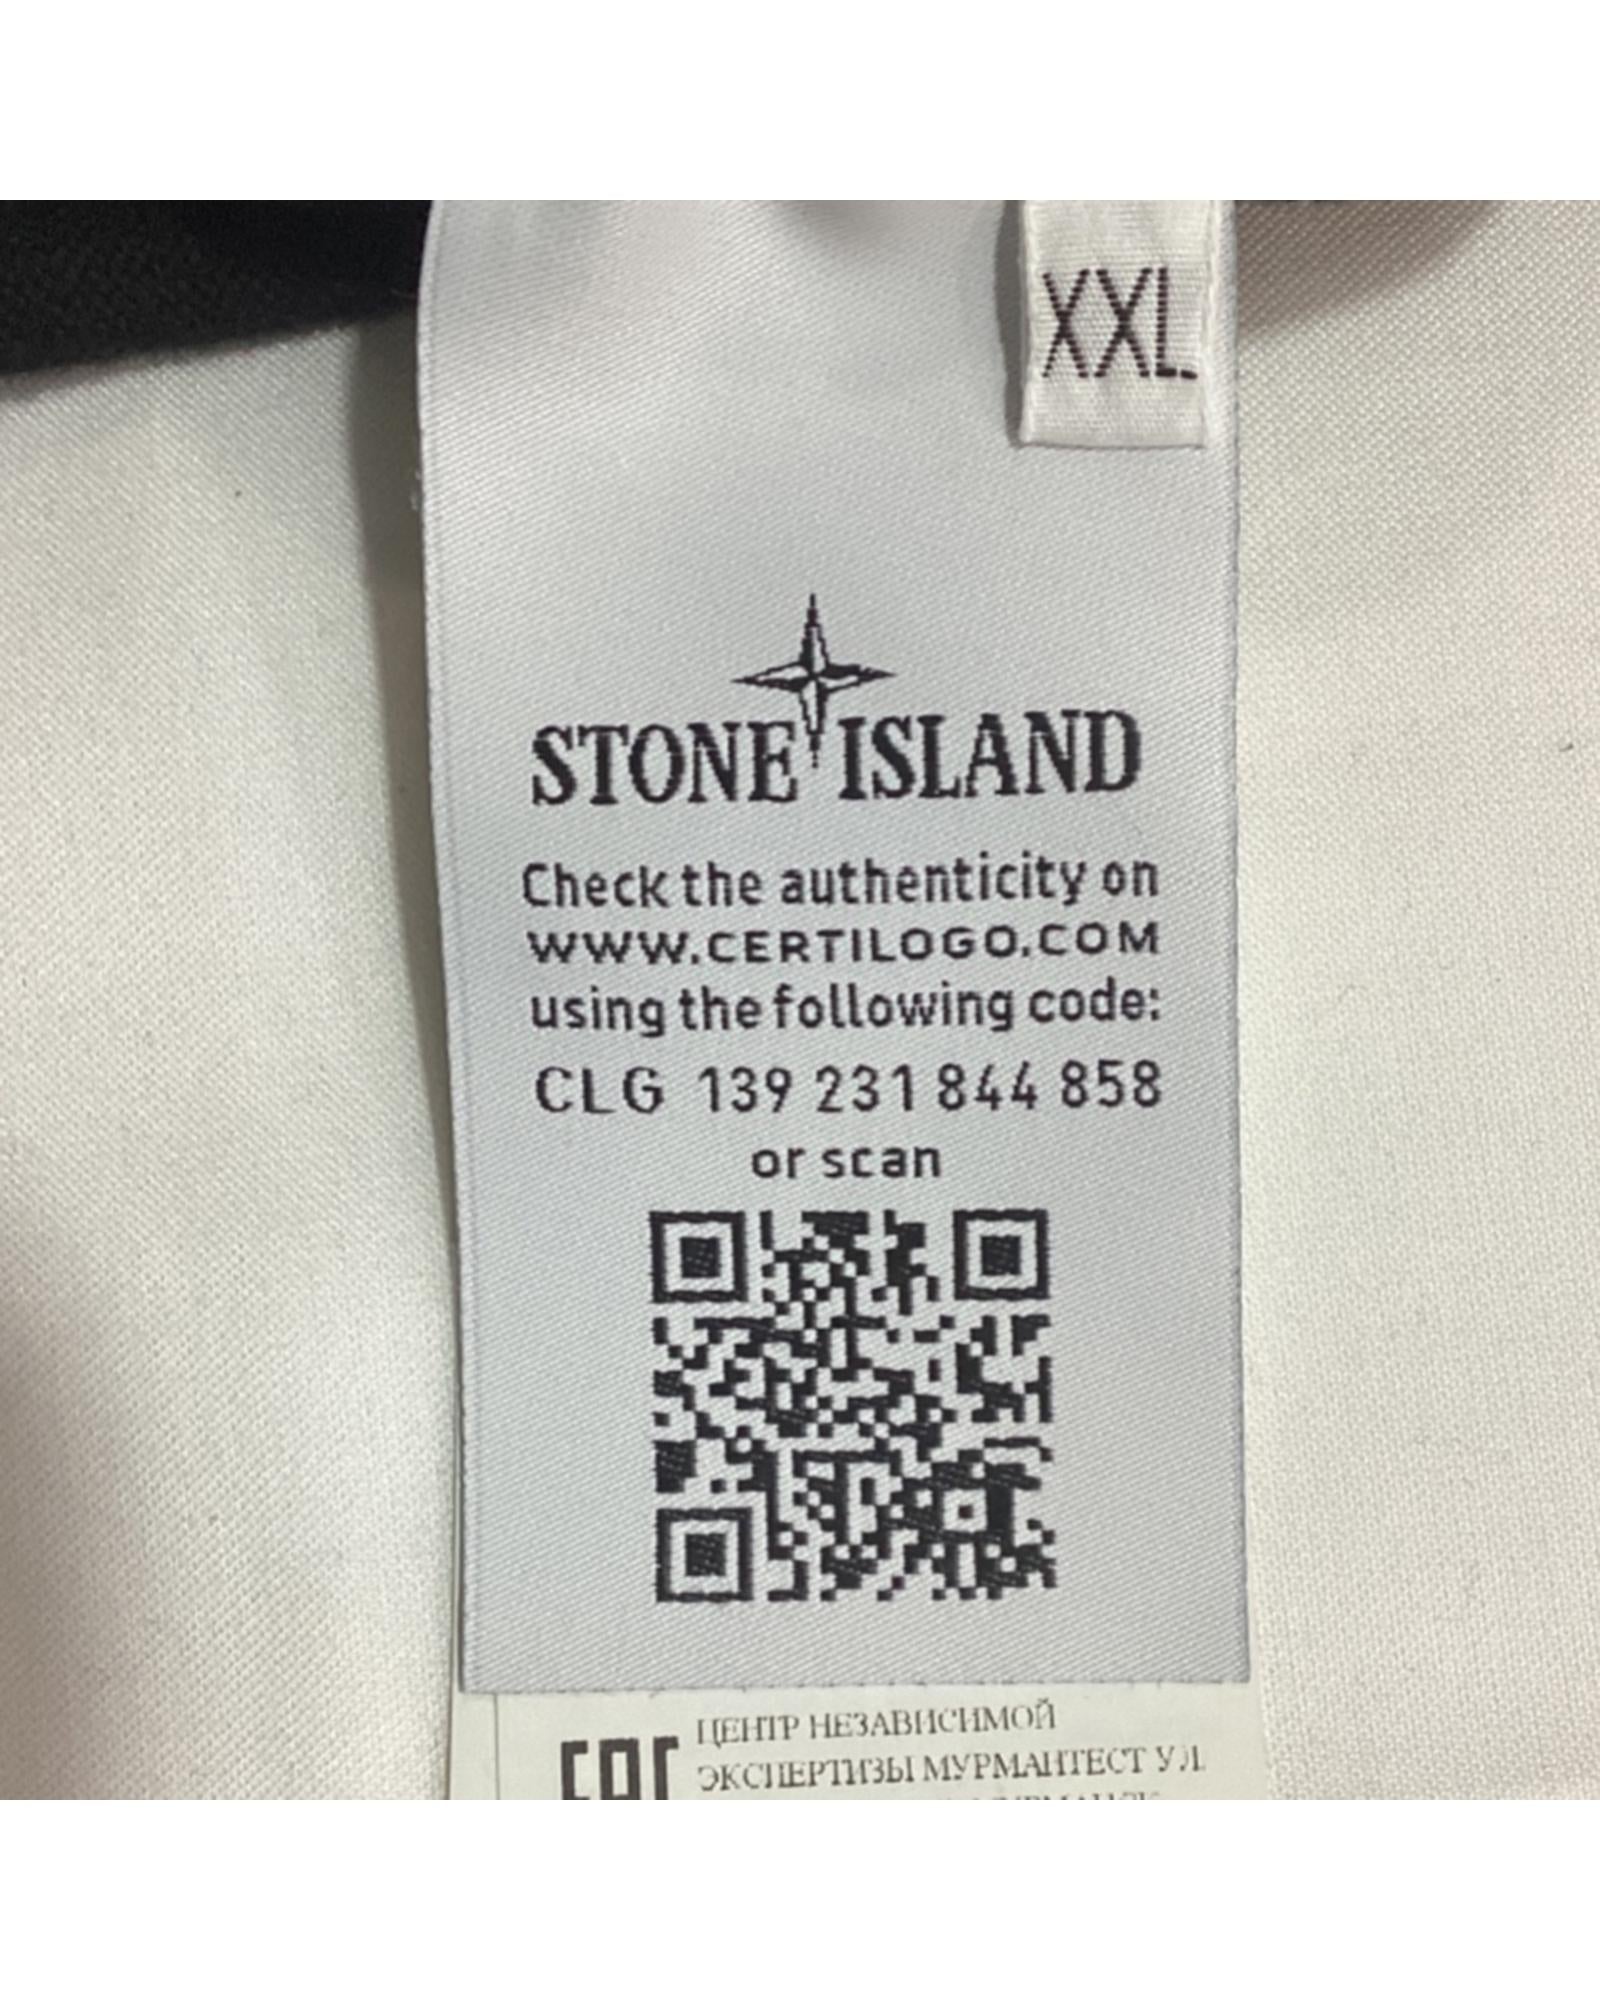 XXL
STONE ISLAND
Check the authenticity on
WWW.CERTILOGO.COM
using the following code:
CLG 139 231 844 858
or scan
EAC
ЦЕНТР НЕЗАВИСИМОЙ
ЭКСПЕРТИЗЫ МУРМАНТЕСТ УЛ.